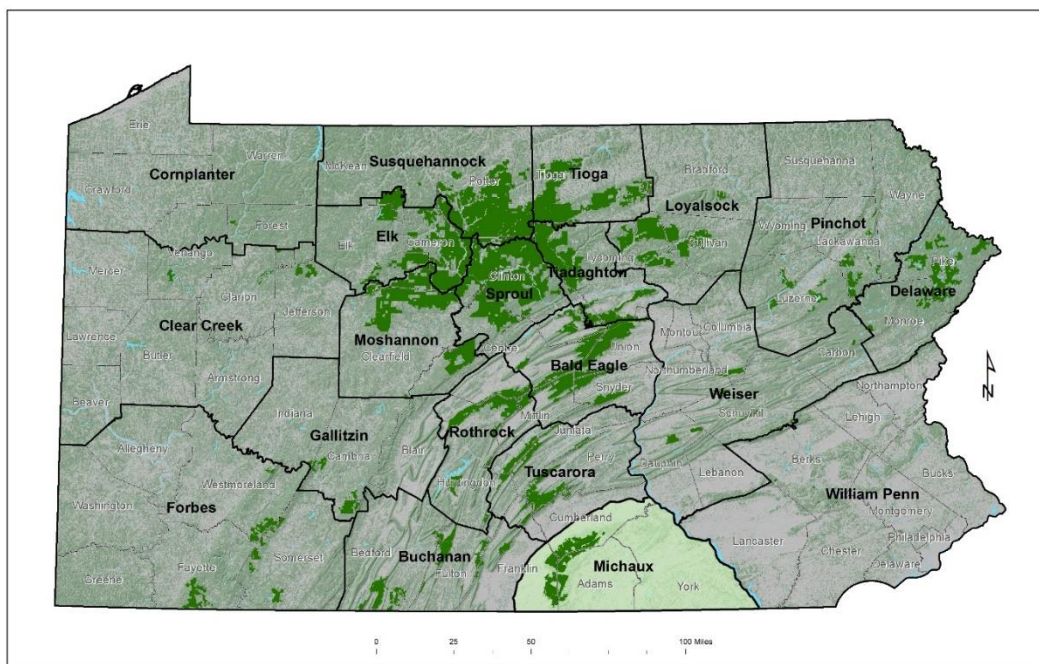 Erie
Warren
McKean
Susquehannock
Potter
Tioga
Tioga
Bradford
Susquehanna
Cornplanter
Crawford
Wayne
Loyalsock
Forest
Elk
Elk
Cameron
Wyoming
Pinchot
Lackawanna
Lycoming
Sullivan
Pike
Mercer
Venango
Clinton
Tiadaghton
Sproul
Clarion
Luzerne
Delaware
Jefferson
Clear Creek
Monroe
Lawrence
Moshannon
Montour
Columbia
Butler
Clearfield
Centre
Union
Carbon
Bald Eagle
Northumberland
Armstrong
Snyder
Weiser
Northampton
Beaver
Indiana
Mifflin
Schuylkill
Lehigh
Gallitzin
Rothrock
Juniata
Allegheny
Cambria
Blair
Perry
Tuscarora
Dauphin
Berks
Bucks
Huntingdon
Lebanon
Westmoreland
William Penn
Washington
Forbes
Montgomery
Cumberland
Philadelphia
Somerset
Bedford
Buchanan
Lancaster
Chester
Fulton
Franklin
Michaux
Delaware
Greene
Fayette
Adams
York
N
0 25 50 100 Miles